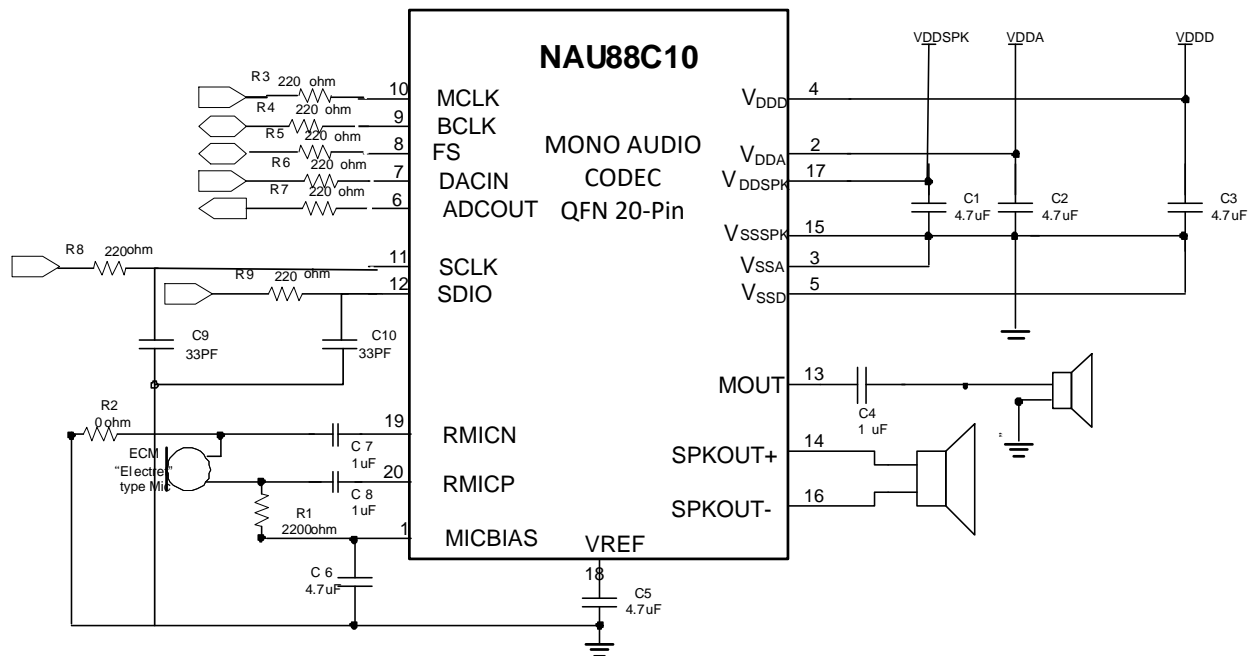 NAU88C10
MONO AUDIO
CODEC
QFN 20-Pin
VDDSPK
VDDA
VDDD
R3
220 ohm
10
MCLK
R4
220 ohm
9
BCLK
R5
220 ohm
8
FS
R6
220 ohm
7
DACIN
R7
220 ohm
6
ADCOUT
R8
220ohm
11
SCLK
R9
220 ohm
12
SDIO
C9
33PF
C10
33PF
R2
0ohm
19
RMICN
C 7
1uF
ECM
"Electret"
type Mic
20
RMICP
C 8
1uF
R1
2200ohm
1
MICBIAS
C 6
4.7uF
VREF
18
C5
4.7uF
VDDD
4
VDDA
2
VDDSPK
17
C1
4.7uF
C2
4.7uF
C3
4.7uF
VSSSPK
15
VSSA
3
VSSD
5
MOUT
13
C4
1 uF
"
SPKOUT+
14
SPKOUT-
16